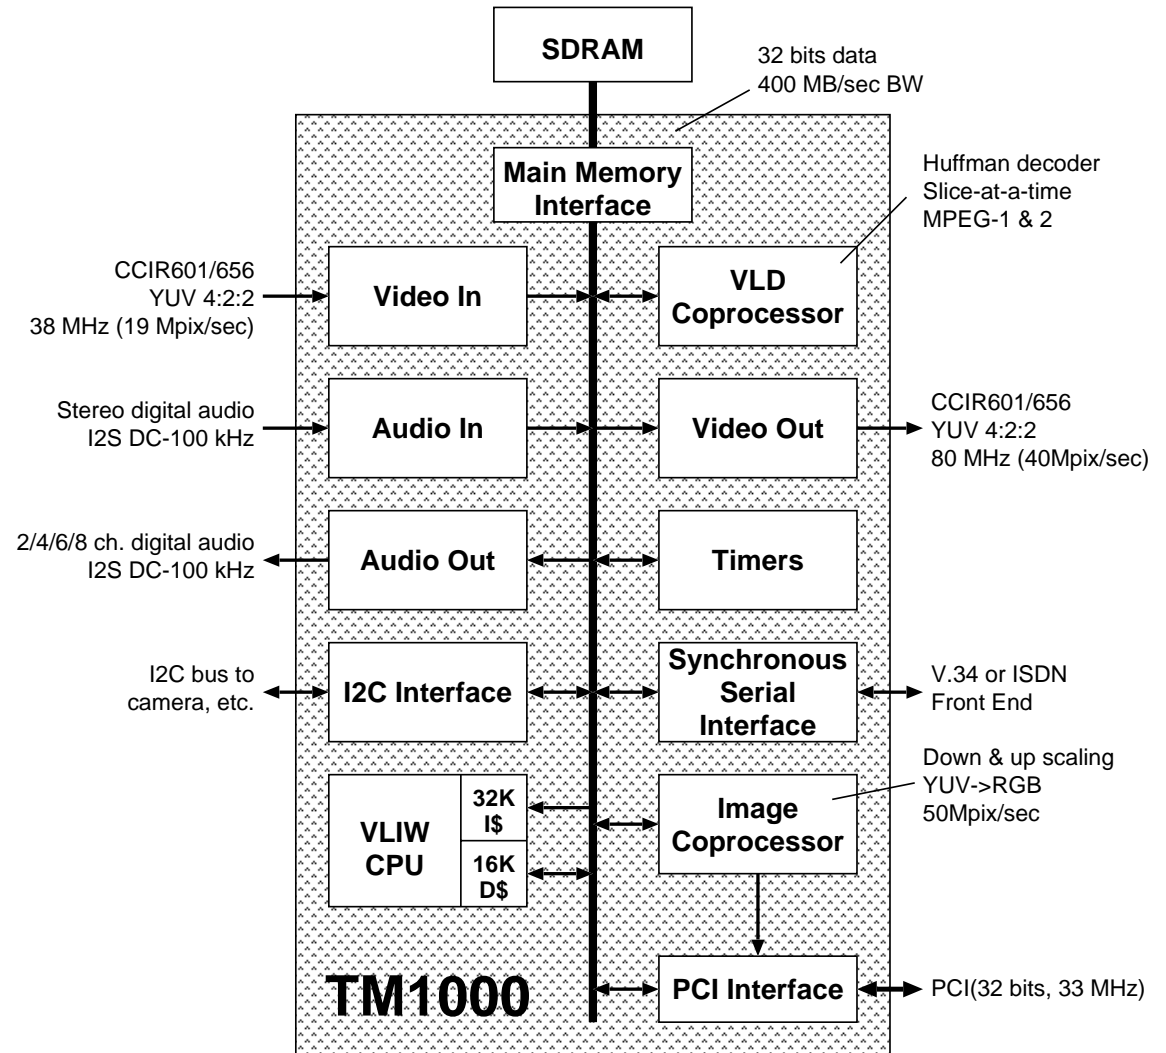 SDRAM
32 bits data
400 MB/sec BW
Main Memory
Interface
Huffman decoder
Slice-at-a-time
MPEG-1 & 2
CCIR601/656
YUV 4:2:2
38 MHz (19 Mpix/sec)
Video In
VLD
Coprocessor
Stereo digital audio
I2S DC-100 kHz
Audio In
Video Out
CCIR601/656
YUV 4:2:2
80 MHz (40Mpix/sec)
2/4/6/8 ch. digital audio
I2S DC-100 kHz
Audio Out
Timers
I2C bus to
camera, etc.
I2C Interface
Synchronous
Serial
Interface
V.34 or ISDN
Front End
Down & up scaling
YUV->RGB
50Mpix/sec
VLIW
CPU
32K
I$
16K
D$
Image
Coprocessor
TM1000
PCI Interface
PCI(32 bits, 33 MHz)